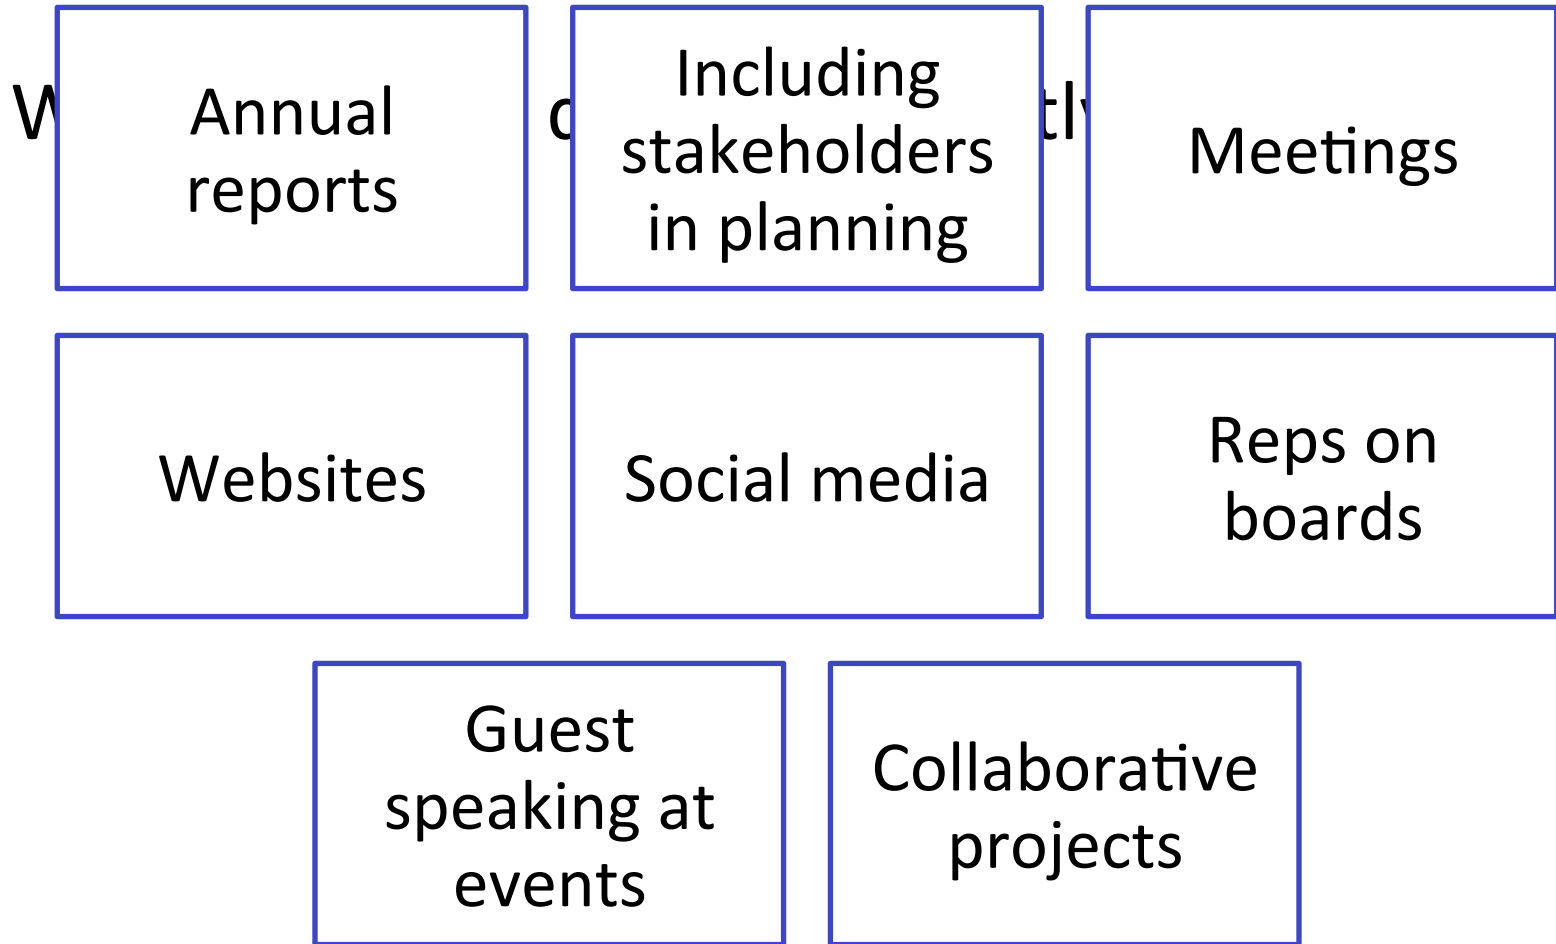 Annual
reports
Including
stakeholders
in planning
Meetings
Websites
Social media
Reps on
boards
Guest
speaking at
events
Collaborative
projects